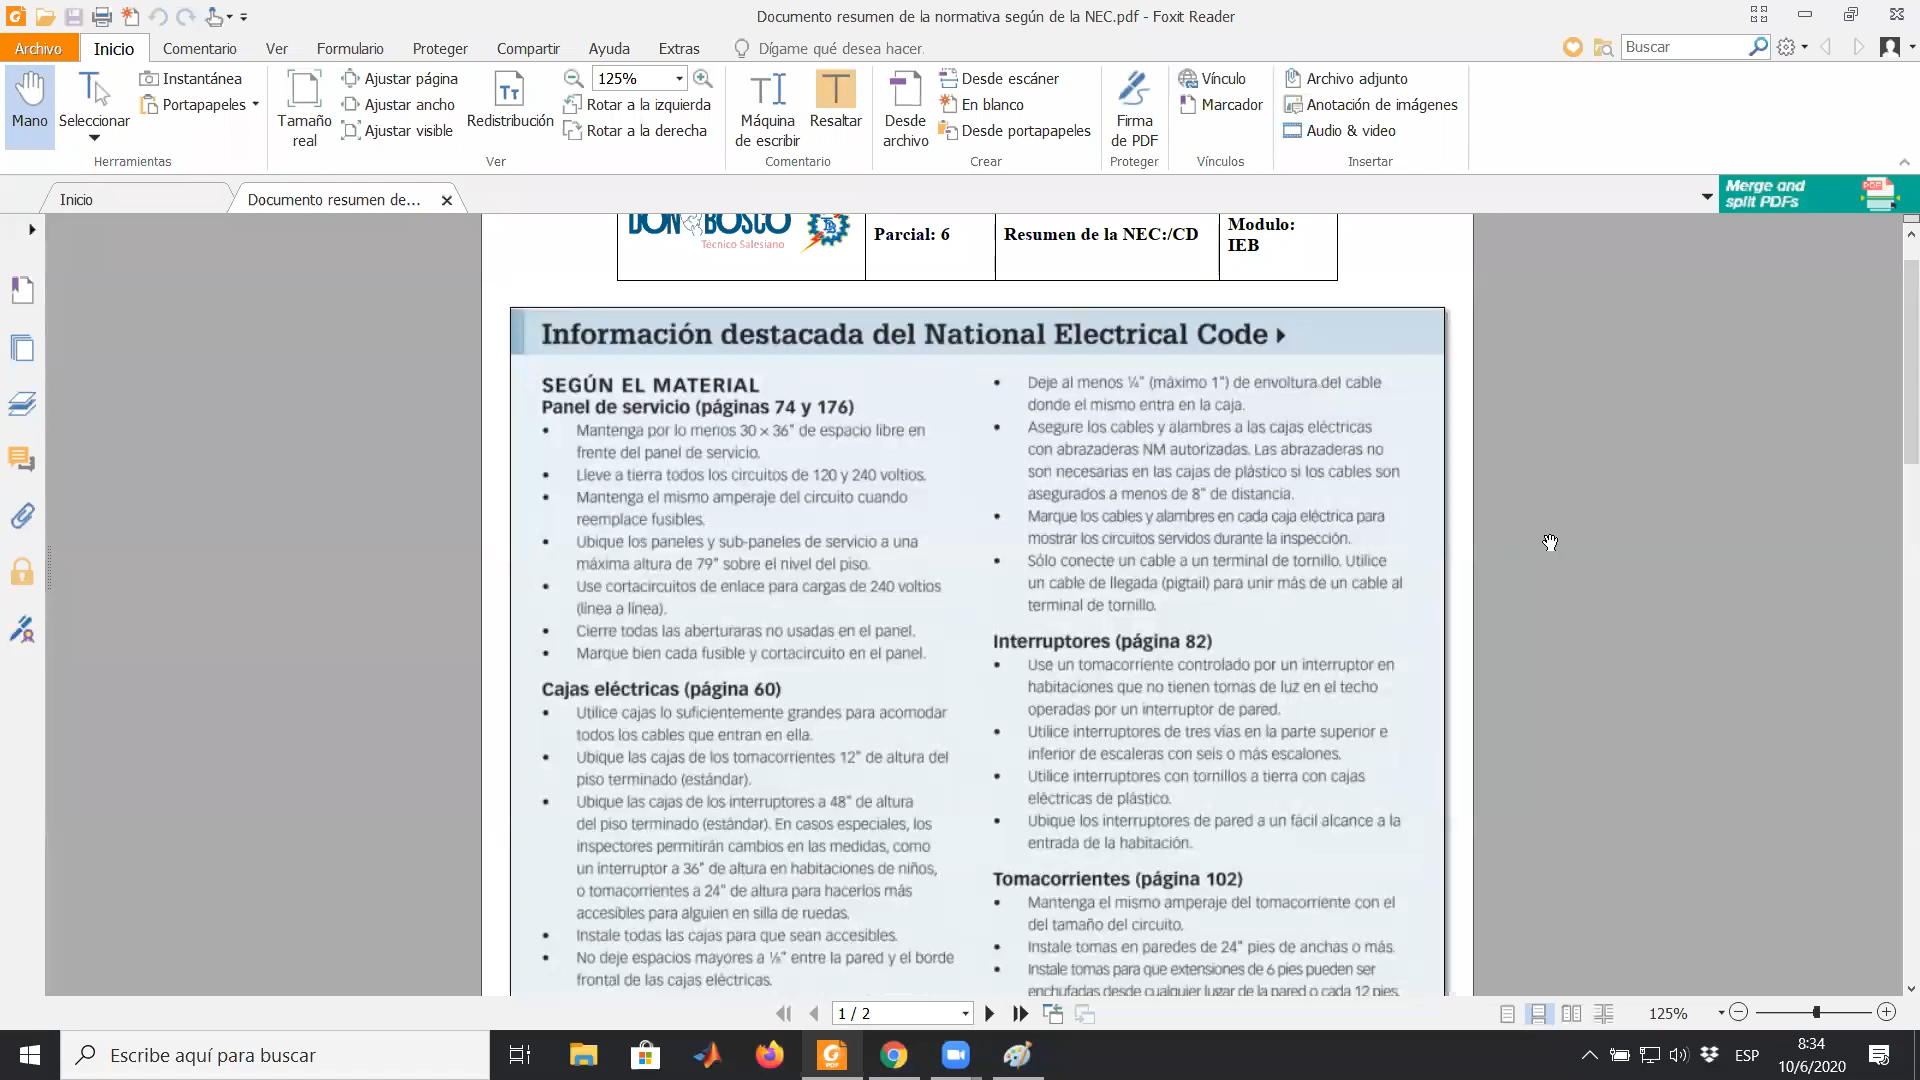 Documento resumen de la normativa según de la NEC.pdf - Foxit Reader
Archivo
Inicio
Comentario
Ver
Formulario
Proteger
Compartir
Ayuda
Extras
Dígame qué desea hacer.
Buscar
Mano
Seleccionar
Instantánea
Portapapeles
Herramientas
Tamaño
real
Ajustar página
Ajustar ancho
Ajustar visible
Redistribución
125%
Rotar a la izquierda
Rotar a la derecha
Ver
Máquina
de escribir
Resaltar
Comentario
Desde
archivo
Desde escáner
En blanco
Desde portapapeles
Crear
Firma
de PDF
Proteger
Vínculo
Marcador
Vínculos
Archivo adjunto
Anotación de imágenes
Audio & video
Insertar
Inicio
Documento resumen de...
Merge and
split PDFs
DON BOSCO
Técnico Salesiano
Parcial: 6
Resumen de la NEC:/CD
Modulo:
IEB
Información destacada del National Electrical Code
SEGÚN EL MATERIAL
Panel de servicio (páginas 74 y 176)
• Mantenga por lo menos 30 × 36" de espacio libre en
frente del panel de servicio.
• Lleve a tierra todos los circuitos de 120 y 240 voltios.
• Mantenga el mismo amperaje del circuito cuando
reemplace fusibles.
• Ubique los paneles y sub-paneles de servicio a una
máxima altura de 79" sobre el nivel del piso.
• Use cortacircuitos de enlace para cargas de 240 voltios
(línea a línea).
• Cierre todas las aberturaras no usadas en el panel.
• Marque bien cada fusible y cortacircuito en el panel.
Cajas eléctricas (página 60)
• Utilice cajas lo suficientemente grandes para acomodar
todos los cables que entran en ella.
• Ubique las cajas de los tomacorrientes 12" de altura del
piso terminado (estándar).
• Ubique las cajas de los interruptores a 48" de altura
del piso terminado (estándar). En casos especiales, los
inspectores permitirán cambios en las medidas, como
un interruptor a 36" de altura en habitaciones de niños,
o tomacorrientes a 24" de altura para hacerlos más
accesibles para alguien en silla de ruedas.
• Instale todas las cajas para que sean accesibles.
• No deje espacios mayores a ⅛" entre la pared y el borde
frontal de las cajas eléctricas.
• Deje al menos ¼" (máximo 1") de envoltura del cable
donde el mismo entra en la caja.
• Asegure los cables y alambres a las cajas eléctricas
con abrazaderas NM autorizadas. Las abrazaderas no
son necesarias en las cajas de plástico si los cables son
asegurados a menos de 8" de distancia.
• Marque los cables y alambres en cada caja eléctrica para
mostrar los circuitos servidos durante la inspección.
• Sólo conecte un cable a un terminal de tornillo. Utilice
un cable de llegada (pigtail) para unir más de un cable al
terminal de tornillo.
Interruptores (página 82)
• Use un tomacorriente controlado por un interruptor en
habitaciones que no tienen tomas de luz en el techo
operadas por un interruptor de pared.
• Utilice interruptores de tres vías en la parte superior e
inferior de escaleras con seis o más escalones.
• Utilice interruptores con tornillos a tierra con cajas
eléctricas de plástico.
• Ubique los interruptores de pared a un fácil alcance a la
entrada de la habitación.
Tomacorrientes (página 102)
• Mantenga el mismo amperaje del tomacorriente con el
del tamaño del circuito.
• Instale tomas en paredes de 24" pies de anchas o más.
• Instale tomas para que extensiones de 6 pies pueden ser
enchufadas desde cualquier lugar de la pared o cada 12 pies.
1 / 2
125%
Escribe aquí para buscar
ESP
8:34
10/6/2020